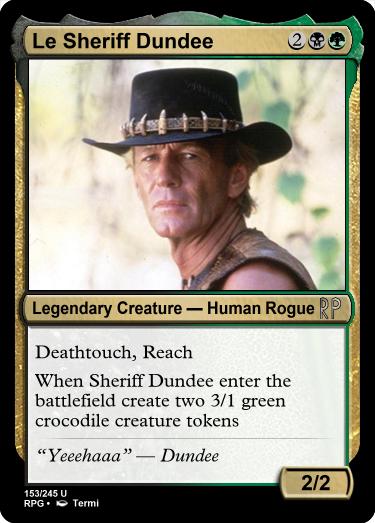 Le Sheriff Dundee 2
Legendary Creature — Human Rogue RP
Deathtouch, Reach
When Sheriff Dundee enter the
battlefield create two 3/1 green
crocodile creature tokens
“Yeeehaaa” — Dundee
2/2
153/245 U
RPG • Termi